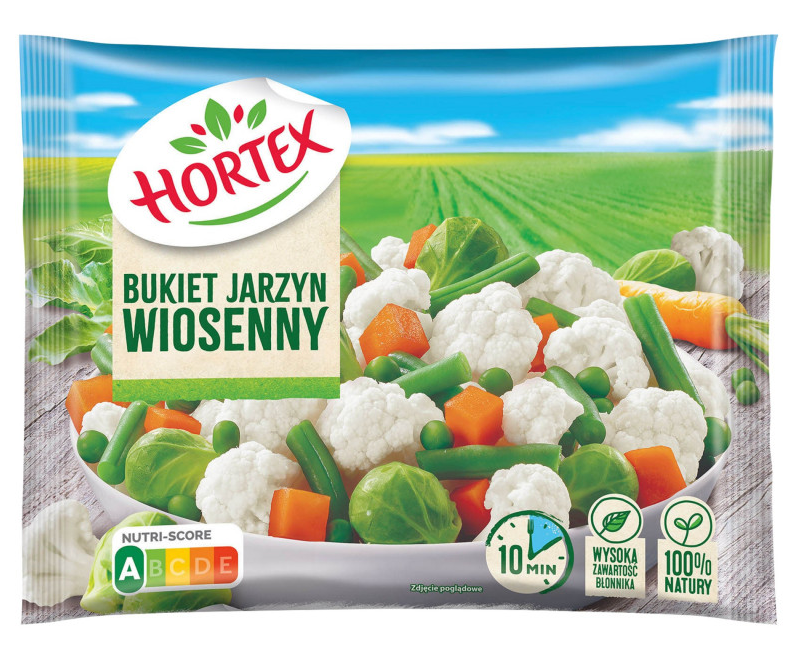 HORTEX
BUKIET JARZYN
WIOSENNY
NUTRI-SCORE
A B C D E
10 MIN
WYSOKA
ZAWARTOŚĆ
BŁONNIKA
100%
NATURY
Zdjęcie poglądowe